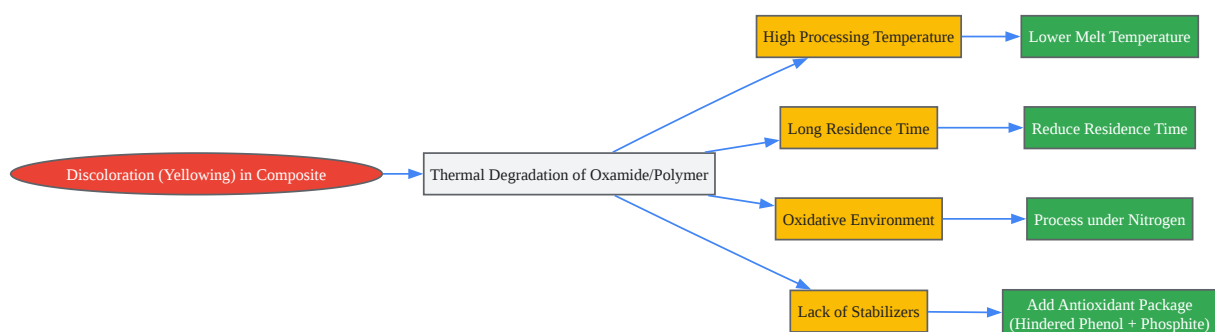 High Processing Temperature
Lower Melt Temperature
Long Residence Time
Reduce Residence Time
Discoloration (Yellowing) in Composite
Thermal Degradation of Oxamide/Polymer
Oxidative Environment
Process under Nitrogen
Lack of Stabilizers
Add Antioxidant Package
(Hindered Phenol + Phosphite)